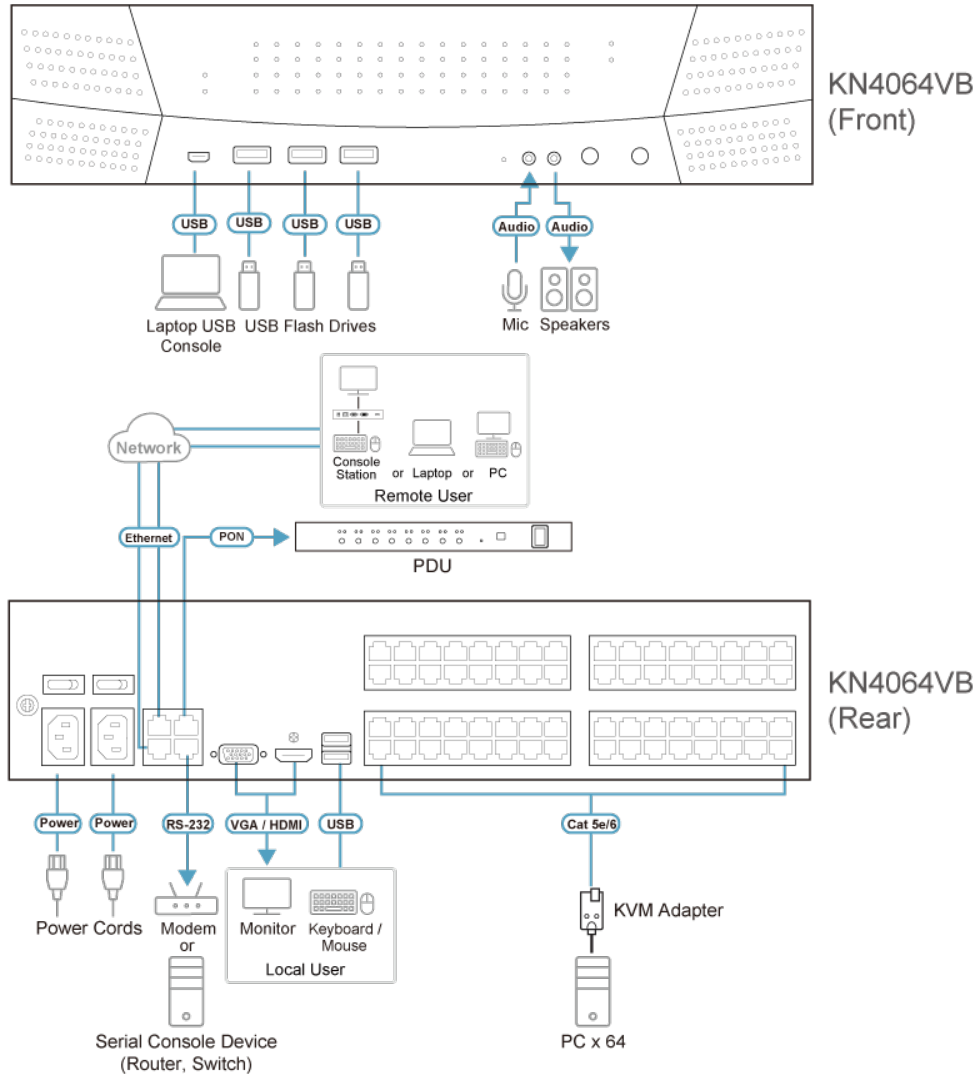 KN4064VB
(Front)
USB
USB
USB
USB
Audio
Audio
Laptop USB
Console
USB Flash Drives
Mic
Speakers
Network
Console
Station
or
Laptop
or
PC
Remote User
Ethernet
PON
PDU
KN4064VB
(Rear)
Power
Power
RS-232
VGA / HDMI
USB
Cat 5e/6
Power Cords
Modem
or
Monitor
Keyboard /
Mouse
Local User
KVM Adapter
Serial Console Device
(Router, Switch)
PC x 64